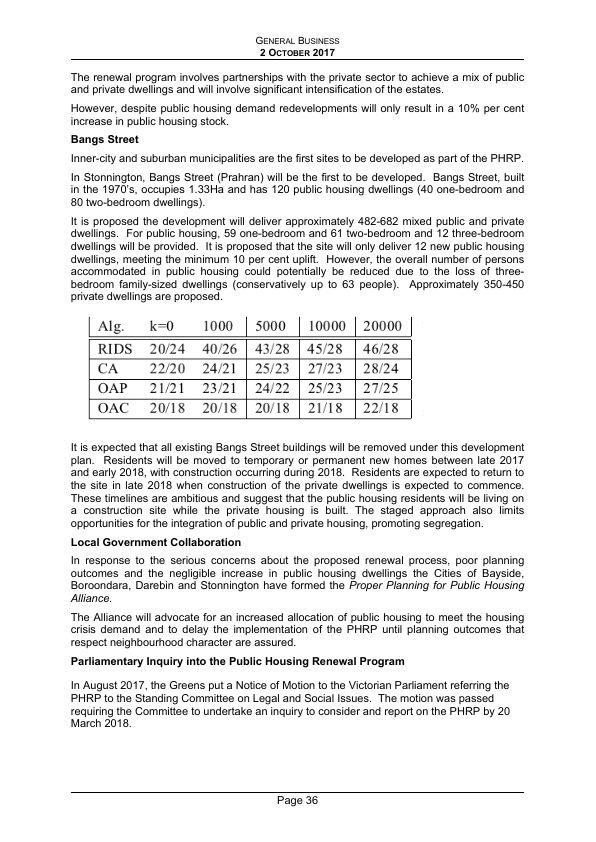 GENERAL BUSINESS
2 OCTOBER 2017
The renewal program involves partnerships with the private sector to achieve a mix of public
and private dwellings and will involve significant intensification of the estates.
However, despite public housing demand redevelopments will only result in a 10% per cent
increase in public housing stock.
Bangs Street
Inner-city and suburban municipalities are the first sites to be developed as part of the PHRP.
In Stonnington, Bangs Street (Prahran) will be the first to be developed. Bangs Street, built
in the 1970's, occupies 1.33Ha and has 120 public housing dwellings (40 one-bedroom and
80 two-bedroom dwellings).
It is proposed the development will deliver approximately 482-682 mixed public and private
dwellings. For public housing, 59 one-bedroom and 61 two-bedroom and 12 three-bedroom
dwellings will be provided. It is proposed that the site will only deliver 12 new public housing
dwellings, meeting the minimum 10 per cent uplift. However, the overall number of persons
accommodated in public housing could potentially be reduced due to the loss of three-
bedroom family-sized dwellings (conservatively up to 63 people). Approximately 350-450
private dwellings are proposed.
Alg. k=0 1000 5000 10000 20000
RIDS 20/24 40/26 43/28 45/28 46/28
CA 22/20 24/21 25/23 27/23 28/24
OAP 21/21 23/21 24/22 25/23 27/25
OAC 20/18 20/18 20/18 21/18 22/18
It is expected that all existing Bangs Street buildings will be removed under this development
plan. Residents will be moved to temporary or permanent new homes between late 2017
and early 2018, with construction occurring during 2018. Residents are expected to return to
the site in late 2018 when construction of the private dwellings is expected to commence.
These timelines are ambitious and suggest that the public housing residents will be living on
a construction site while the private housing is built. The staged approach also limits
opportunities for the integration of public and private housing, promoting segregation.
Local Government Collaboration
In response to the serious concerns about the proposed renewal process, poor planning
outcomes and the negligible increase in public housing dwellings the Cities of Bayside,
Boroondara, Darebin and Stonnington have formed the Proper Planning for Public Housing
Alliance.
The Alliance will advocate for an increased allocation of public housing to meet the housing
crisis demand and to delay the implementation of the PHRP until planning outcomes that
respect neighbourhood character are assured.
Parliamentary Inquiry into the Public Housing Renewal Program
In August 2017, the Greens put a Notice of Motion to the Victorian Parliament referring the
PHRP to the Standing Committee on Legal and Social Issues. The motion was passed
requiring the Committee to undertake an inquiry to consider and report on the PHRP by 20
March 2018.
Page 36